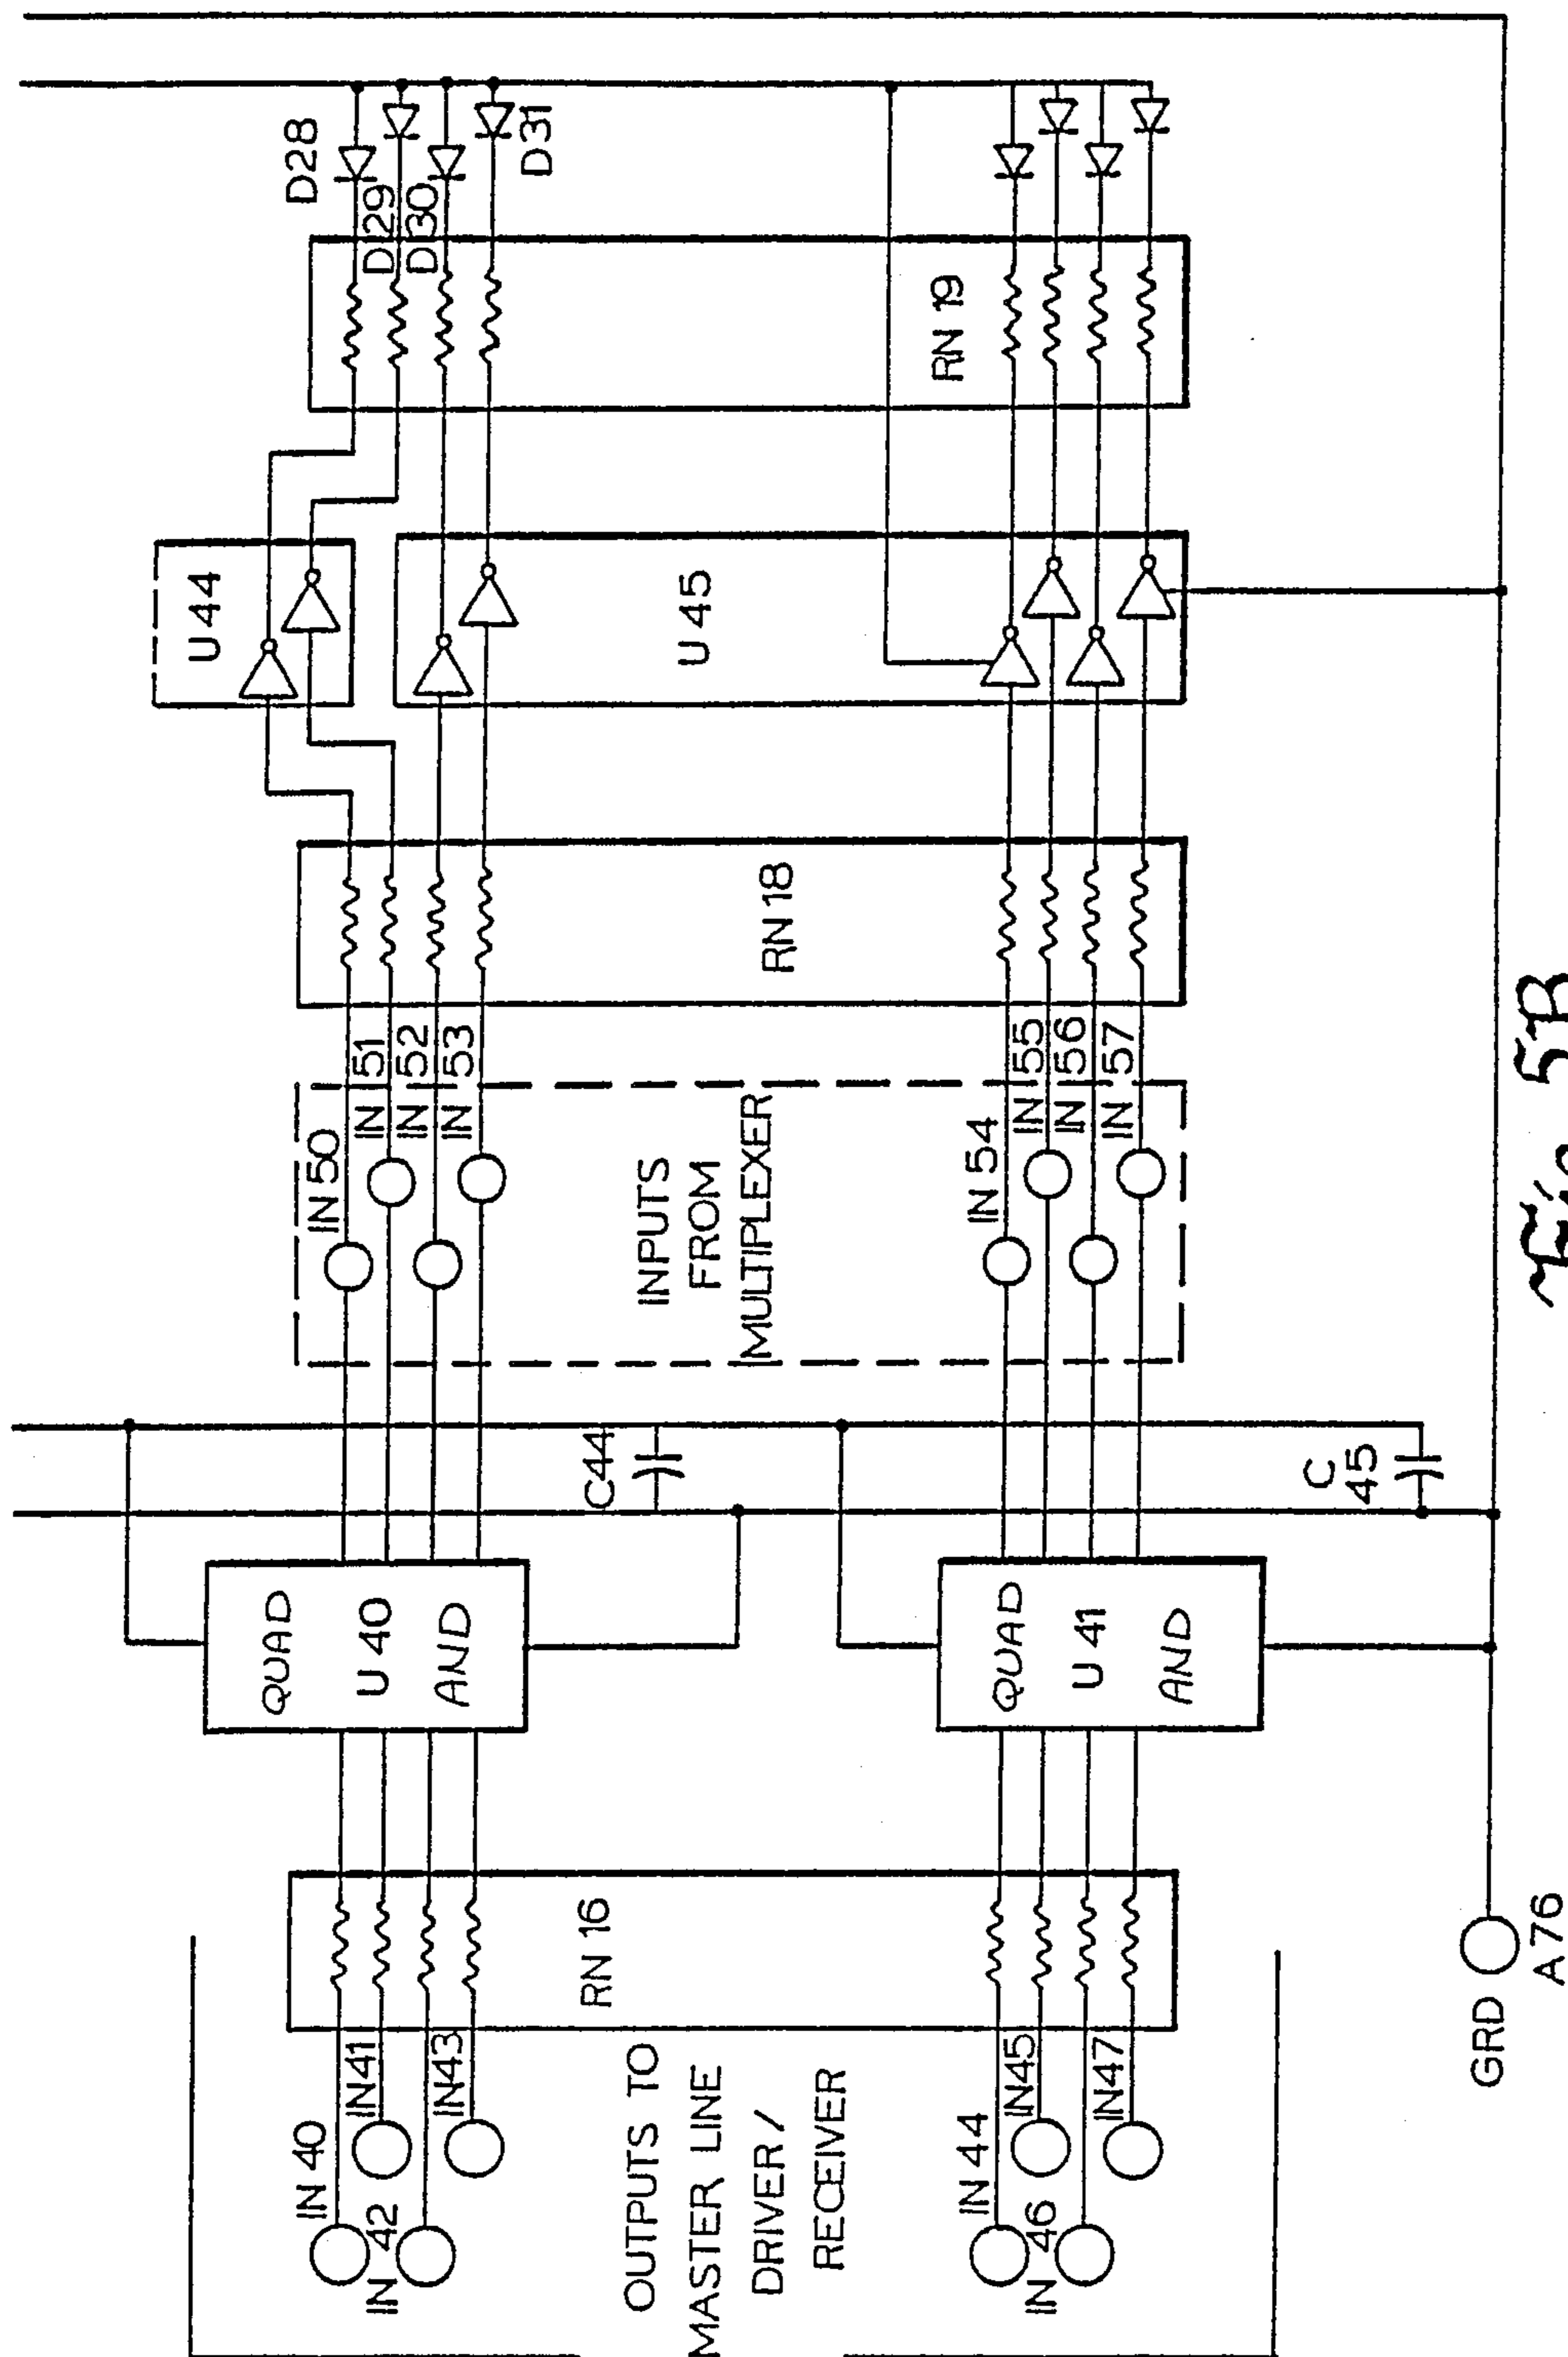 OUTPUTS TO
MASTER LINE
DRIVER /
RECEIVER
IN 40
IN41
IN 42
IN43
IN 44
IN45
IN 46
IN47
RN 16
GRD
A 76
QUAD
U 40
AND
QUAD
U 41
AND
C44
C
45
INPUTS
FROM
MULTIPLEXER
IN 50
IN 51
IN 52
IN 53
IN 54
IN 55
IN 56
IN 57
RN 18
U 44
U 45
RN 19
D28
D29
D30
D31
Fig. 5B